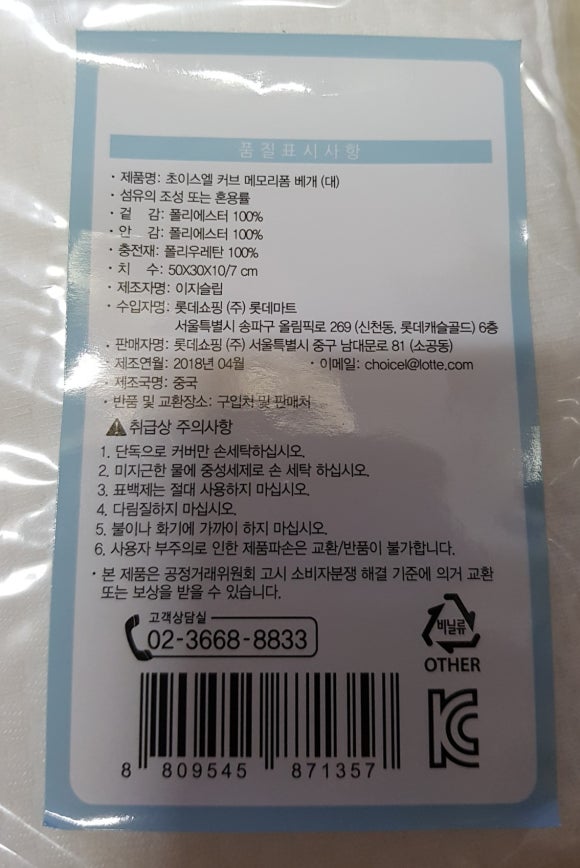 품질표시사항
· 제품명: 초이스엘 커브 메모리폼 베개 (대)
· 섬유의 조성 또는 혼용률
· 겉 감: 폴리에스터 100%
· 안 감: 폴리에스터 100%
· 충전재: 폴리우레탄 100%
· 치 수: 50X30X10/7 cm
· 제조자명: 이지슬립
· 수입자명: 롯데쇼핑 (주) 롯데마트
서울특별시 송파구 올림픽로 269 (신천동, 롯데캐슬골드) 6층
· 판매자명: 롯데쇼핑 (주) 서울특별시 중구 남대문로 81 (소공동)
· 제조연월: 2018년 04월 · 이메일: choicel@lotte.com
· 제조국명: 중국
· 반품 및 교환장소: 구입처 및 판매처
취급상 주의사항
1. 단독으로 커버만 손세탁하십시오.
2. 미지근한 물에 중성세제로 손 세탁 하십시오.
3. 표백제는 절대 사용하지 마십시오.
4. 다림질하지 마십시오.
5. 불이나 화기에 가까이 하지 마십시오.
6. 사용자 부주의로 인한 제품파손은 교환/반품이 불가합니다.
· 본 제품은 공정거래위원회 고시 소비자분쟁 해결 기준에 의거 교환
또는 보상을 받을 수 있습니다.
고객상담실
02-3668-8833
비닐류
OTHER
8 809545 871357